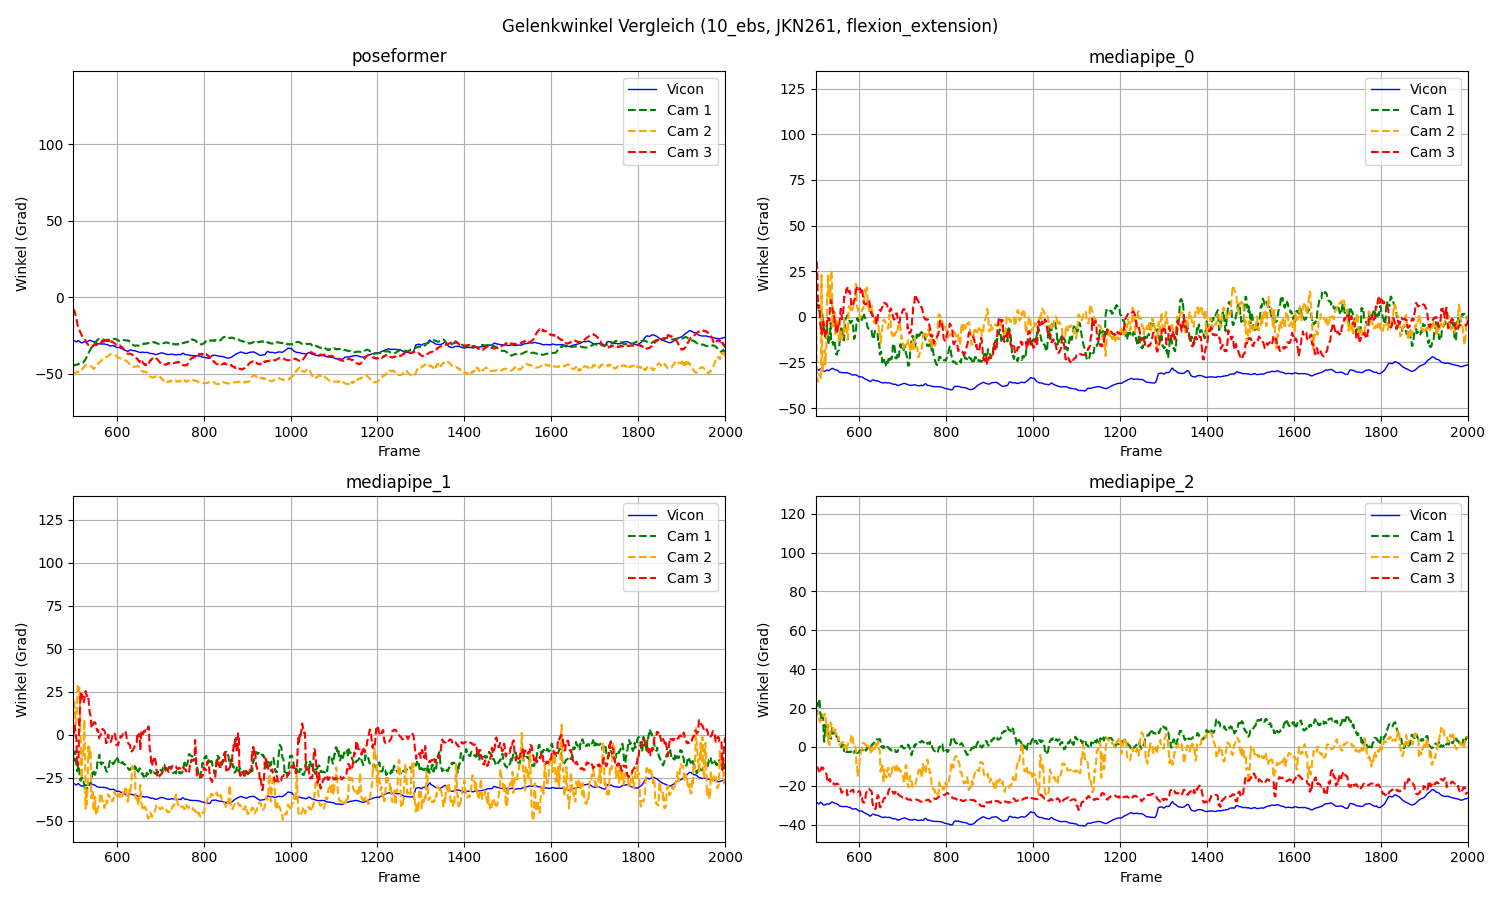 Gelenkwinkel Vergleich (10_ebs, JKN261, flexion_extension)
poseformer
Winkel (Grad)
100
50
0
−50
600 800 1000 1200 1400 1600 1800 2000
Frame
Vicon
Cam 1
Cam 2
Cam 3
mediapipe_0
Winkel (Grad)
125
100
75
50
25
0
−25
−50
600 800 1000 1200 1400 1600 1800 2000
Frame
Vicon
Cam 1
Cam 2
Cam 3
mediapipe_1
Winkel (Grad)
125
100
75
50
25
0
−25
−50
600 800 1000 1200 1400 1600 1800 2000
Frame
Vicon
Cam 1
Cam 2
Cam 3
mediapipe_2
Winkel (Grad)
120
100
80
60
40
20
0
−20
−40
600 800 1000 1200 1400 1600 1800 2000
Frame
Vicon
Cam 1
Cam 2
Cam 3